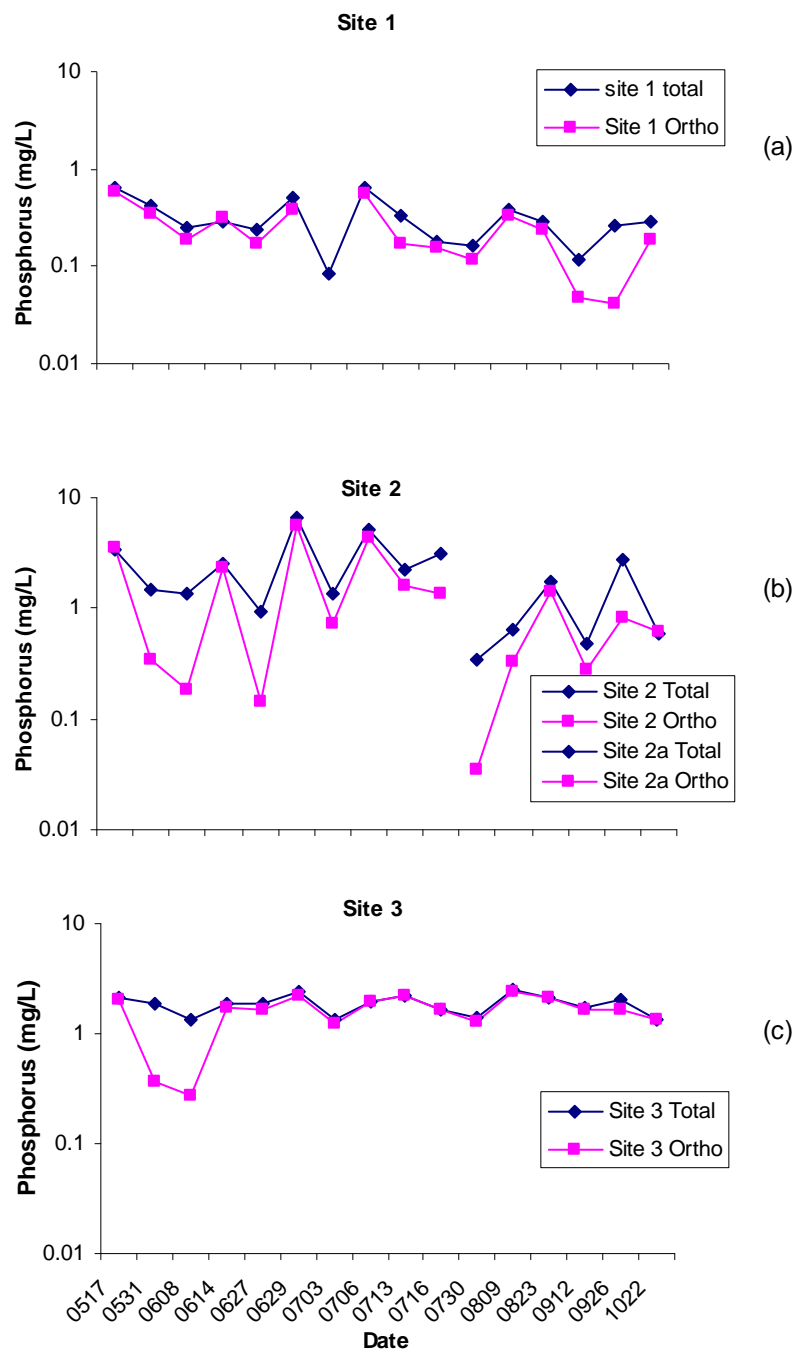 Site 1
10
1
0.1
0.01
Phosphorus (mg/L)
site 1 total
Site 1 Ortho
(a)
Site 2
10
1
0.1
0.01
Phosphorus (mg/L)
Site 2 Total
Site 2 Ortho
Site 2a Total
Site 2a Ortho
(b)
Site 3
10
1
0.1
0.01
Phosphorus (mg/L)
Site 3 Total
Site 3 Ortho
(c)
0517 0531 0608 0614 0627 0629 0703 0706 0713 0716 0730 0809 0823 0912 0926 1022
Date